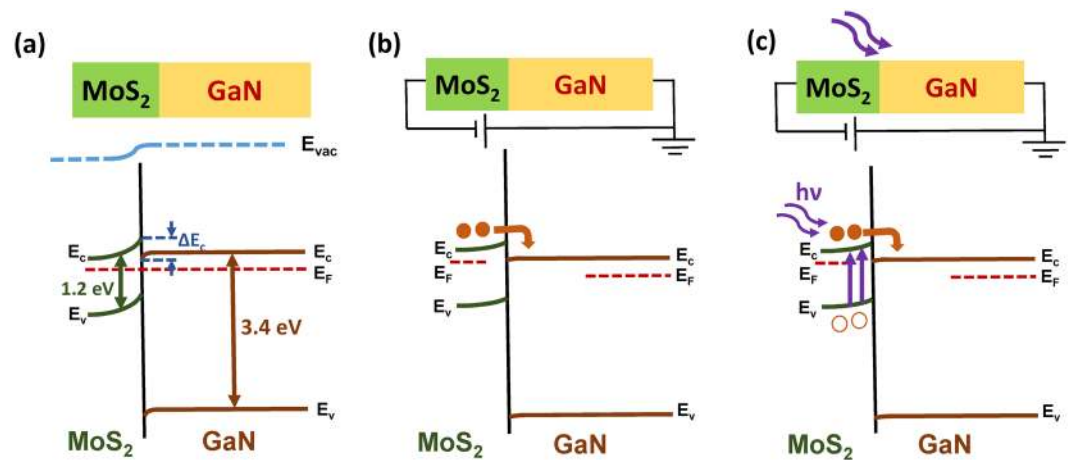 (a)
MoS2 GaN
Evac
ΔEc
Ec Ec
EF
1.2 eV
Ev
3.4 eV
Ev
MoS2 GaN
(b)
MoS2 GaN
Ec Ec
EF EF
Ev
Ev
MoS2 GaN
(c)
MoS2 GaN
hν
Ec Ec
EF EF
Ev
Ev
MoS2 GaN